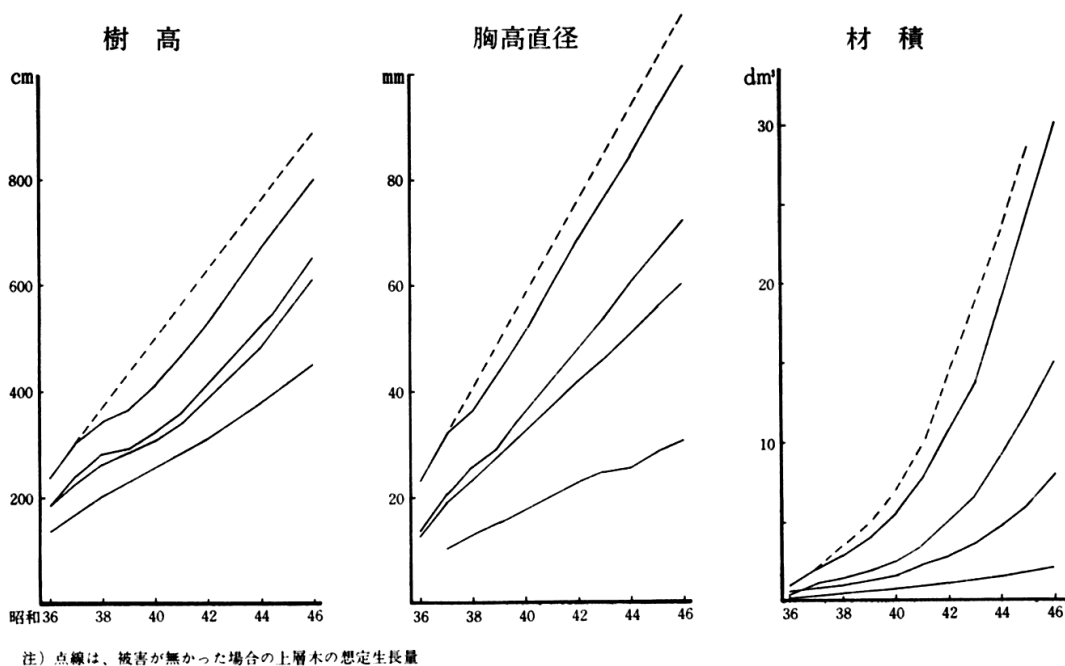 樹 高
cm
800
600
400
200
昭和36 38 40 42 44 46
胸高直径
mm
80
60
40
20
36 38 40 42 44 46
材 積
dm³
30
20
10
36 38 40 42 44 46
注) 点線は、被害が無かった場合の上層木の想定生長量